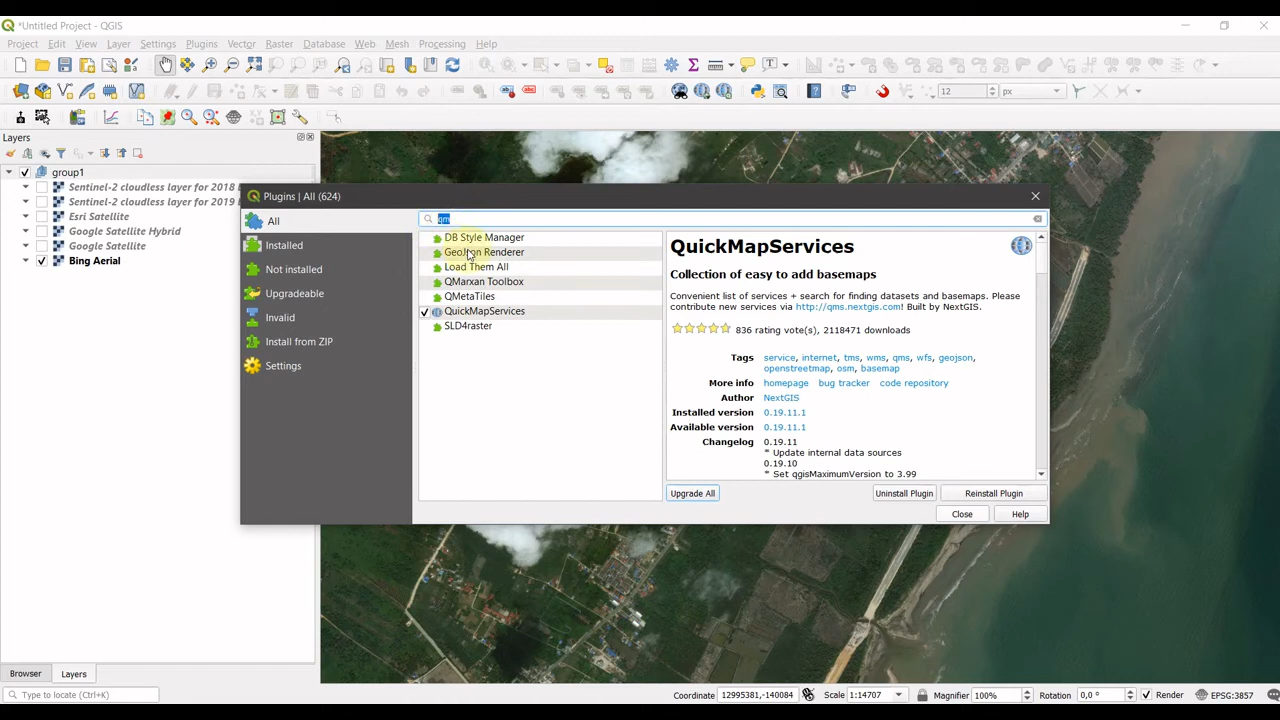 *Untitled Project - QGIS
Project Edit View Layer Settings Plugins Vector Raster Database Web Mesh Processing Help
12 px
Layers
group1
Sentinel-2 cloudless layer for 2018
Sentinel-2 cloudless layer for 2019
Esri Satellite
Google Satellite Hybrid
Google Satellite
Bing Aerial
Plugins | All (624)
All
Installed
Not installed
Upgradeable
Invalid
Install from ZIP
Settings
qm
DB Style Manager
GeoJson Renderer
Load Them All
QMarxan Toolbox
QMetaTiles
QuickMapServices
SLD4raster
QuickMapServices
Collection of easy to add basemaps
Convenient list of services + search for finding datasets and basemaps. Please
contribute new services via http://qms.nextgis.com! Built by NextGIS.
836 rating vote(s), 2118471 downloads
Tags service, internet, tms, wms, qms, wfs, geojson,
openstreetmap, osm, basemap
More info homepage bug tracker code repository
Author NextGIS
Installed version 0.19.11.1
Available version 0.19.11.1
Changelog 0.19.11
* Update internal data sources
0.19.10
* Set qgisMaximumVersion to 3.99
Upgrade All Uninstall Plugin Reinstall Plugin
Close Help
Browser Layers
Type to locate (Ctrl+K) Coordinate 12995381,-140084 Scale 1:14707 Magnifier 100% Rotation 0,0 ° Render EPSG:3857